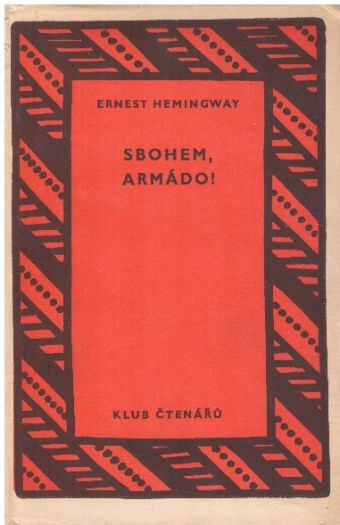 ERNEST HEMINGWAY
SBOHEM,
ARMÁDO!
KLUB ČTENÁŘŮ